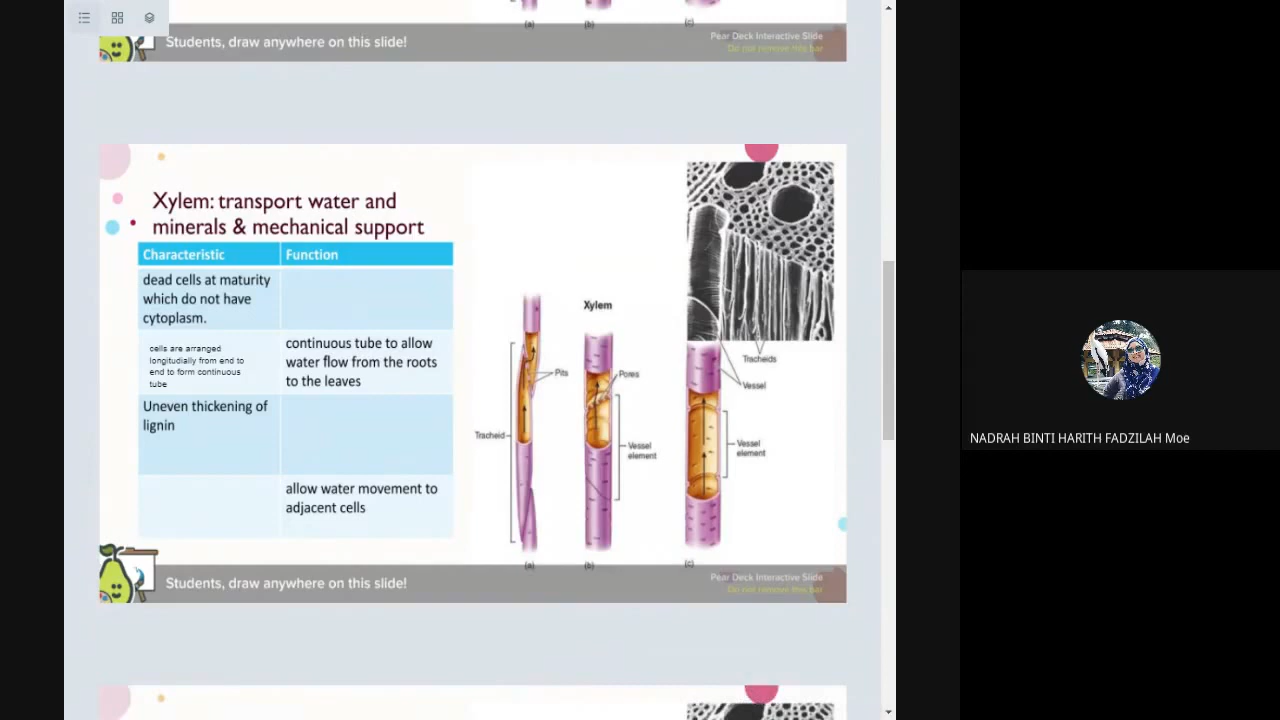 (a)
(b)
(c)
Students, draw anywhere on this slide!
Pear Deck Interactive Slide
Do not remove this bar
Xylem: transport water and
• minerals & mechanical support
Characteristic
Function
dead cells at maturity
which do not have
cytoplasm.
cells are arranged
longitudially from end to
end to form continuous
tube
continuous tube to allow
water flow from the roots
to the leaves
Uneven thickening of
lignin
allow water movement to
adjacent cells
Xylem
Pits
Pores
Tracheid
Vessel
element
Tracheids
Vessel
Vessel
element
(a)
(b)
(c)
Students, draw anywhere on this slide!
Pear Deck Interactive Slide
Do not remove this bar
NADRAH BINTI HARITH FADZILAH Moe